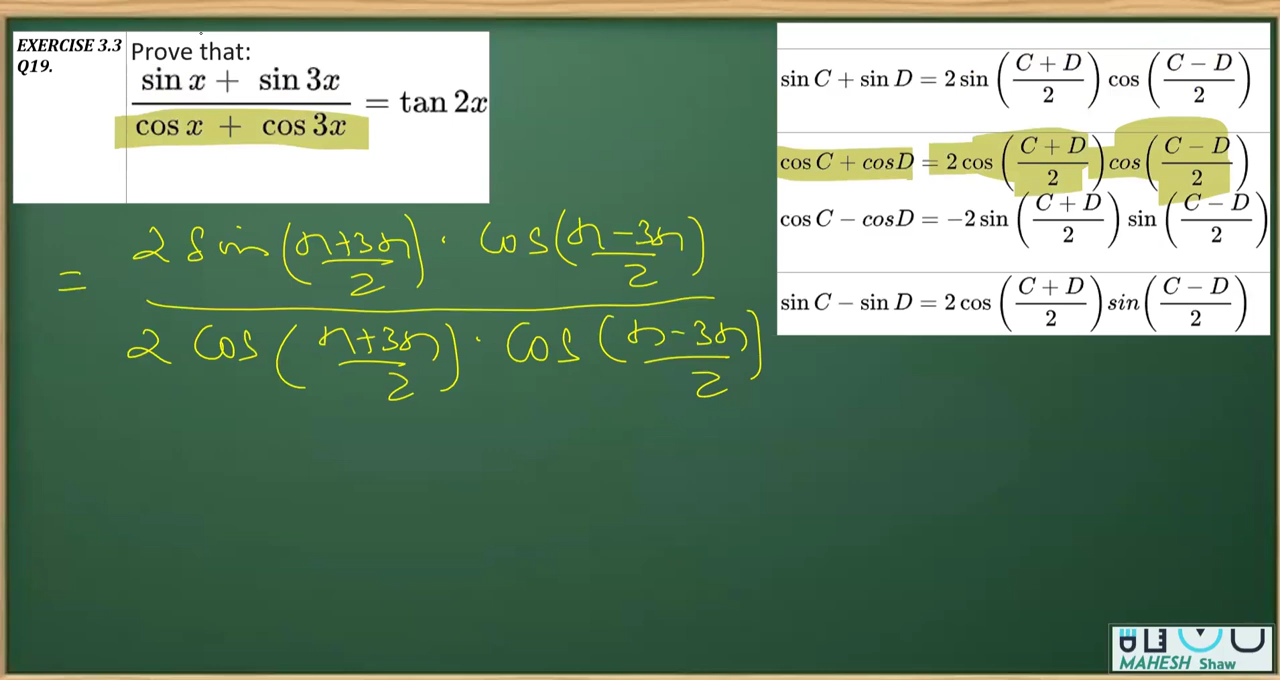 EXERCISE 3.3
Q19.
Prove that:
sin x + sin 3x / cos x + cos 3x = tan 2x
sin C + sin D = 2 sin ((C + D)/2) cos ((C − D)/2)
cos C + cosD = 2 cos ((C + D)/2) cos((C − D)/2)
cos C − cosD = −2 sin ((C + D)/2) sin ((C − D)/2)
sin C − sin D = 2 cos ((C + D)/2) sin((C − D)/2)
= 2 sin((x+3x)/2) · cos((x−3x)/2)
2 cos((x+3x)/2) · cos((x−3x)/2)
MAHESH Shaw